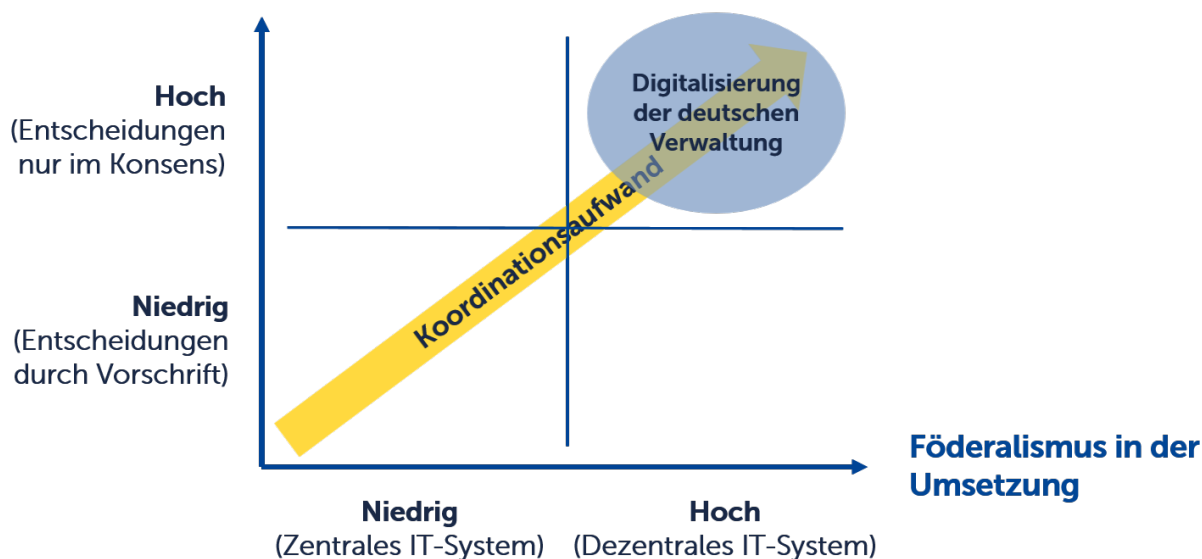 Hoch
(Entscheidungen
nur im Konsens)
Digitalisierung
der deutschen
Verwaltung
Koordinationsaufwand
Niedrig
(Entscheidungen
durch Vorschrift)
Föderalismus in der
Umsetzung
Niedrig
(Zentrales IT-System)
Hoch
(Dezentrales IT-System)